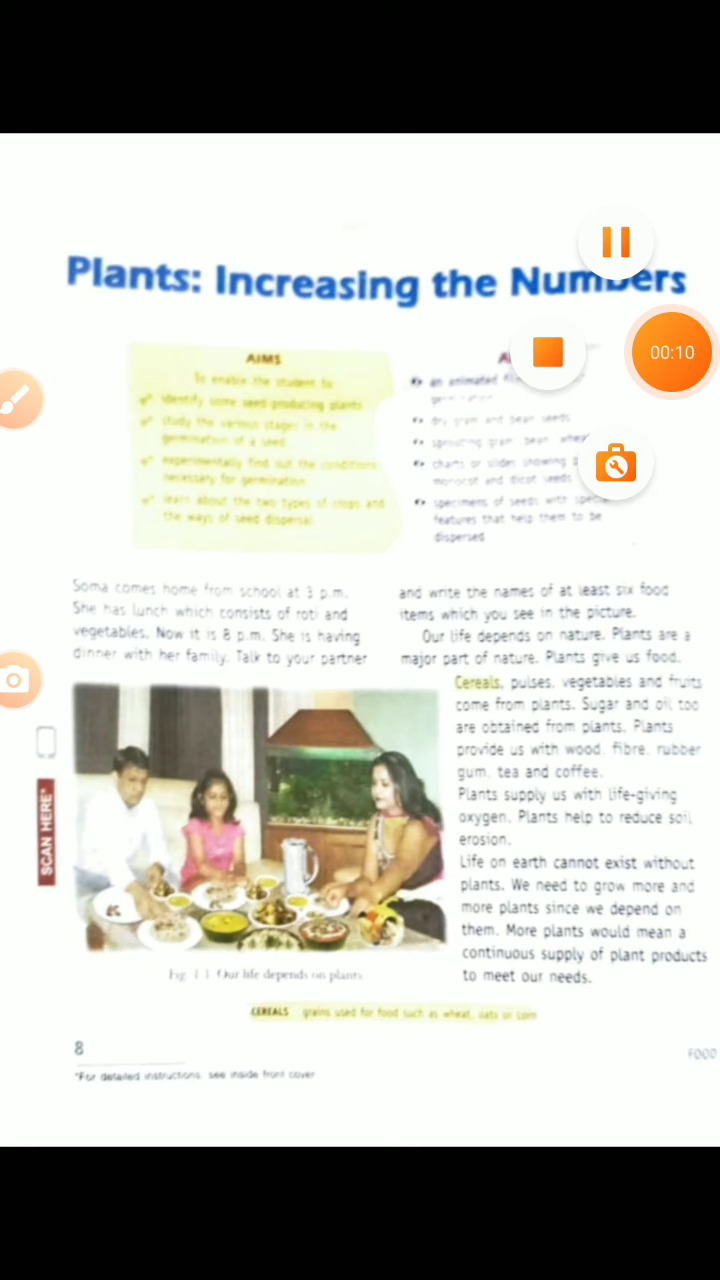 Plants: Increasing the Numbers
00:10
AIMS
To enable the student to
identify some seed-producing plants
study the various stages in the
germination of a seed
experimentally find out the conditions
necessary for germination
learn about the two types of crops and
the ways of seed dispersal
an animated
dry gram and bean seeds
sprouting gram bean
charts or slides showing
monocot and dicot seeds
specimens of seeds with special
features that help them to be
dispersed
Soma comes home from school at 3 p.m.
She has lunch which consists of roti and
vegetables. Now it is 8 p.m. She is having
dinner with her family. Talk to your partner
and write the names of at least six food
items which you see in the picture.
Our life depends on nature. Plants are a
major part of nature. Plants give us food.
Cereals, pulses, vegetables and fruits
come from plants. Sugar and oil too
are obtained from plants. Plants
provide us with wood, fibre, rubber
gum, tea and coffee.
Plants supply us with life-giving
oxygen. Plants help to reduce soil
erosion.
Life on earth cannot exist without
plants. We need to grow more and
more plants since we depend on
them. More plants would mean a
continuous supply of plant products
to meet our needs.
SCAN HERE*
Fig. 1.1 Our life depends on plants
CEREALS grains used for food such as wheat, oats or corn
8
FOOD
*For detailed instructions, see inside front cover